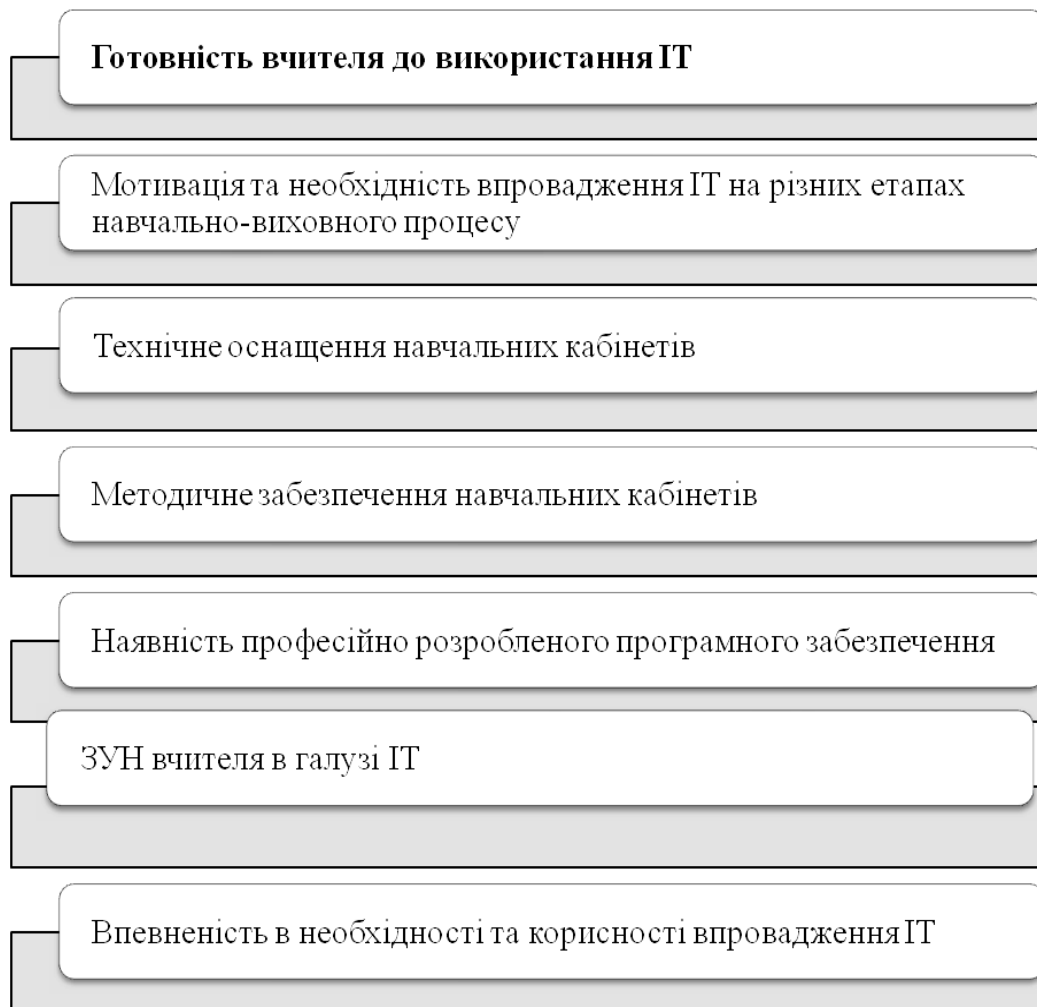 Готовність вчителя до використання ІТ
Мотивація та необхідність впровадження ІТ на різних етапах
навчально-виховного процесу
Технічне оснащення навчальних кабінетів
Методичне забезпечення навчальних кабінетів
Наявність професійно розробленого програмного забезпечення
ЗУН вчителя в галузі ІТ
Впевненість в необхідності та корисності впровадження ІТ